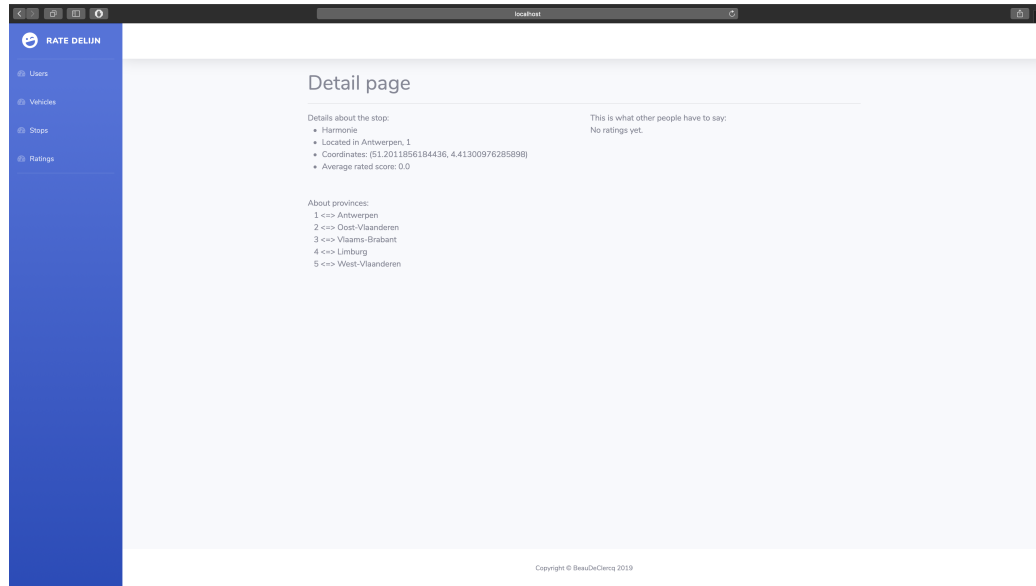 localhost
RATE DELIJN
Users
Vehicles
Stops
Ratings
Detail page
Details about the stop:
• Harmonie
• Located in Antwerpen, 1
• Coordinates: (51.2011856184436, 4.41300976285898)
• Average rated score: 0.0
This is what other people have to say:
No ratings yet.
About provinces:
1 <=> Antwerpen
2 <=> Oost-Vlaanderen
3 <=> Vlaams-Brabant
4 <=> Limburg
5 <=> West-Vlaanderen
Copyright © BeauDeClercq 2019